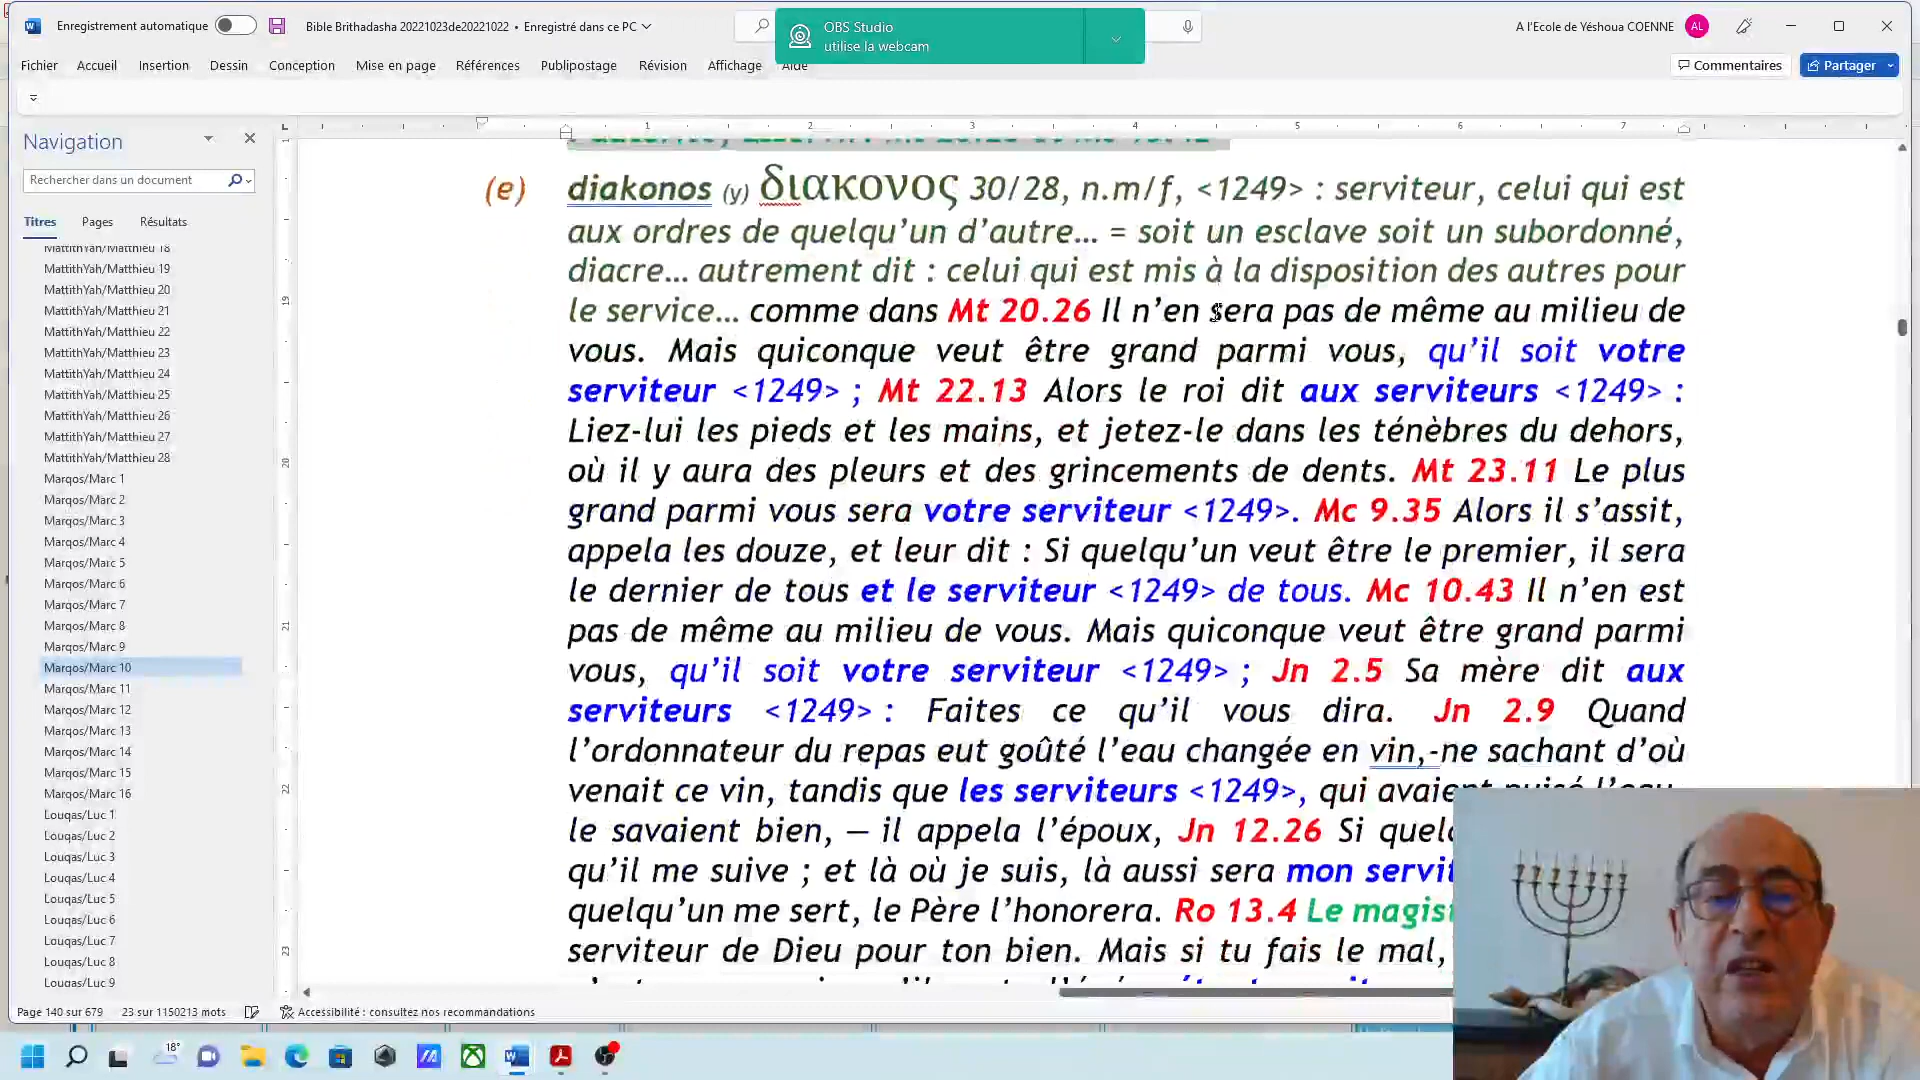 Enregistrement automatique
Bible Brithadasha 20221023de20221022 • Enregistré dans ce PC
OBS Studio
utilise la webcam
A l'Ecole de Yéshoua COENNE
AL
Fichier Accueil Insertion Dessin Conception Mise en page Références Publipostage Révision Affichage Aide
Commentaires
Partager
Navigation
Rechercher dans un document
Titres Pages Résultats
MattithYah/Matthieu 18
MattithYah/Matthieu 19
MattithYah/Matthieu 20
MattithYah/Matthieu 21
MattithYah/Matthieu 22
MattithYah/Matthieu 23
MattithYah/Matthieu 24
MattithYah/Matthieu 25
MattithYah/Matthieu 26
MattithYah/Matthieu 27
MattithYah/Matthieu 28
Marqos/Marc 1
Marqos/Marc 2
Marqos/Marc 3
Marqos/Marc 4
Marqos/Marc 5
Marqos/Marc 6
Marqos/Marc 7
Marqos/Marc 8
Marqos/Marc 9
Marqos/Marc 10
Marqos/Marc 11
Marqos/Marc 12
Marqos/Marc 13
Marqos/Marc 14
Marqos/Marc 15
Marqos/Marc 16
Louqas/Luc 1
Louqas/Luc 2
Louqas/Luc 3
Louqas/Luc 4
Louqas/Luc 5
Louqas/Luc 6
Louqas/Luc 7
Louqas/Luc 8
Louqas/Luc 9
1 2 3 4 5 6 7
19
20
21
22
23
(e) diakonos (y) διακονος 30/28, n.m/f, <1249> : serviteur, celui qui est
aux ordres de quelqu’un d’autre… = soit un esclave soit un subordonné,
diacre… autrement dit : celui qui est mis à la disposition des autres pour
le service… comme dans Mt 20.26 Il n’en sera pas de même au milieu de
vous. Mais quiconque veut être grand parmi vous, qu’il soit votre
serviteur <1249> ; Mt 22.13 Alors le roi dit aux serviteurs <1249> :
Liez-lui les pieds et les mains, et jetez-le dans les ténèbres du dehors,
où il y aura des pleurs et des grincements de dents. Mt 23.11 Le plus
grand parmi vous sera votre serviteur <1249>. Mc 9.35 Alors il s’assit,
appela les douze, et leur dit : Si quelqu’un veut être le premier, il sera
le dernier de tous et le serviteur <1249> de tous. Mc 10.43 Il n’en est
pas de même au milieu de vous. Mais quiconque veut être grand parmi
vous, qu’il soit votre serviteur <1249> ; Jn 2.5 Sa mère dit aux
serviteurs <1249> : Faites ce qu’il vous dira. Jn 2.9 Quand
l’ordonnateur du repas eut goûté l’eau changée en vin,-ne sachant d’où
venait ce vin, tandis que les serviteurs <1249>, qui avaient puisé l’eau,
le savaient bien, — il appela l’époux, Jn 12.26 Si
qu’il me suive ; et là où je suis, là aussi sera mon
quelqu’un me sert, le Père l’honorera. Ro 13.4 Le
serviteur de Dieu pour ton bien. Mais si tu fais le mal,
Page 140 sur 679 23 sur 1150213 mots Accessibilité : consultez nos recommandations
18°